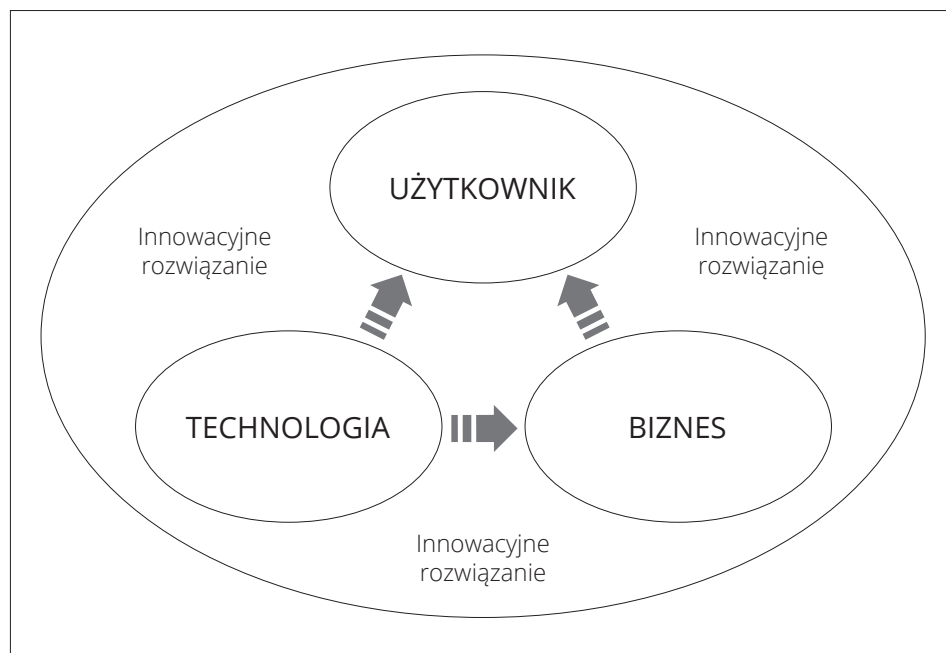 UŻYTKOWNIK
Innowacyjne
rozwiązanie
Innowacyjne
rozwiązanie
TECHNOLOGIA
BIZNES
Innowacyjne
rozwiązanie